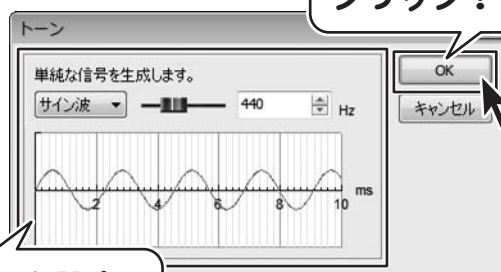 クリック！
トーン
単純な信号を生成します。
OK
サイン波
440
Hz
キャンセル
ms
2 4 6 8 10